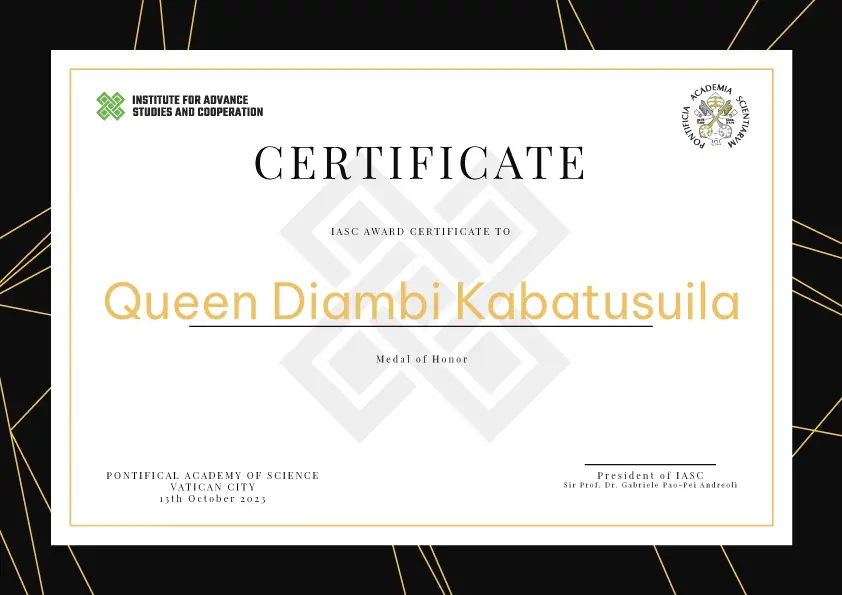 INSTITUTE FOR ADVANCE
STUDIES AND COOPERATION
PONTIFICIA ACADEMIA SCIENTIARVM
CERTIFICATE
IASC AWARD CERTIFICATE TO
Queen Diambi Kabatusuila
Medal of Honor
PONTIFICAL ACADEMY OF SCIENCE
VATICAN CITY
13th October 2023
President of IASC
Sir Prof. Dr. Gabriele Pao-Pei Andreoli